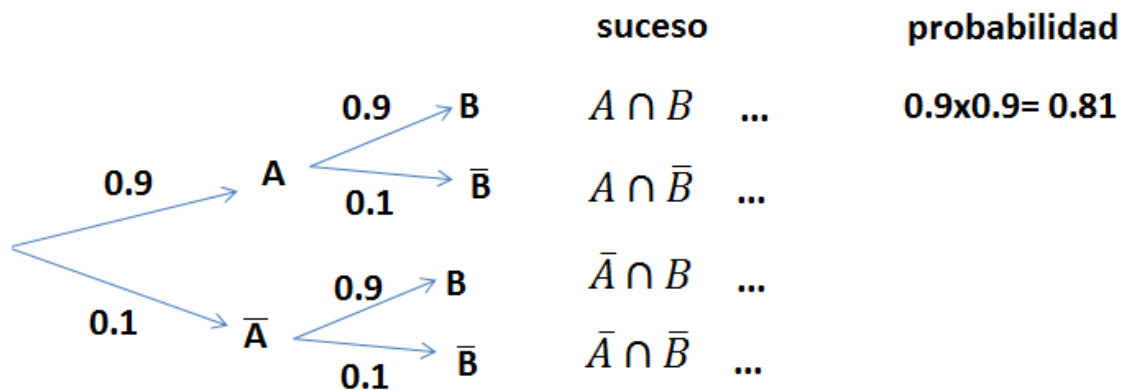 suceso probabilidad
0.9 B A ∩ B ... 0.9x0.9= 0.81
0.9 A 0.1 B̅ A ∩ B̅ ...
0.9 B A̅ ∩ B ...
0.1 A̅ 0.1 B̅ A̅ ∩ B̅ ...